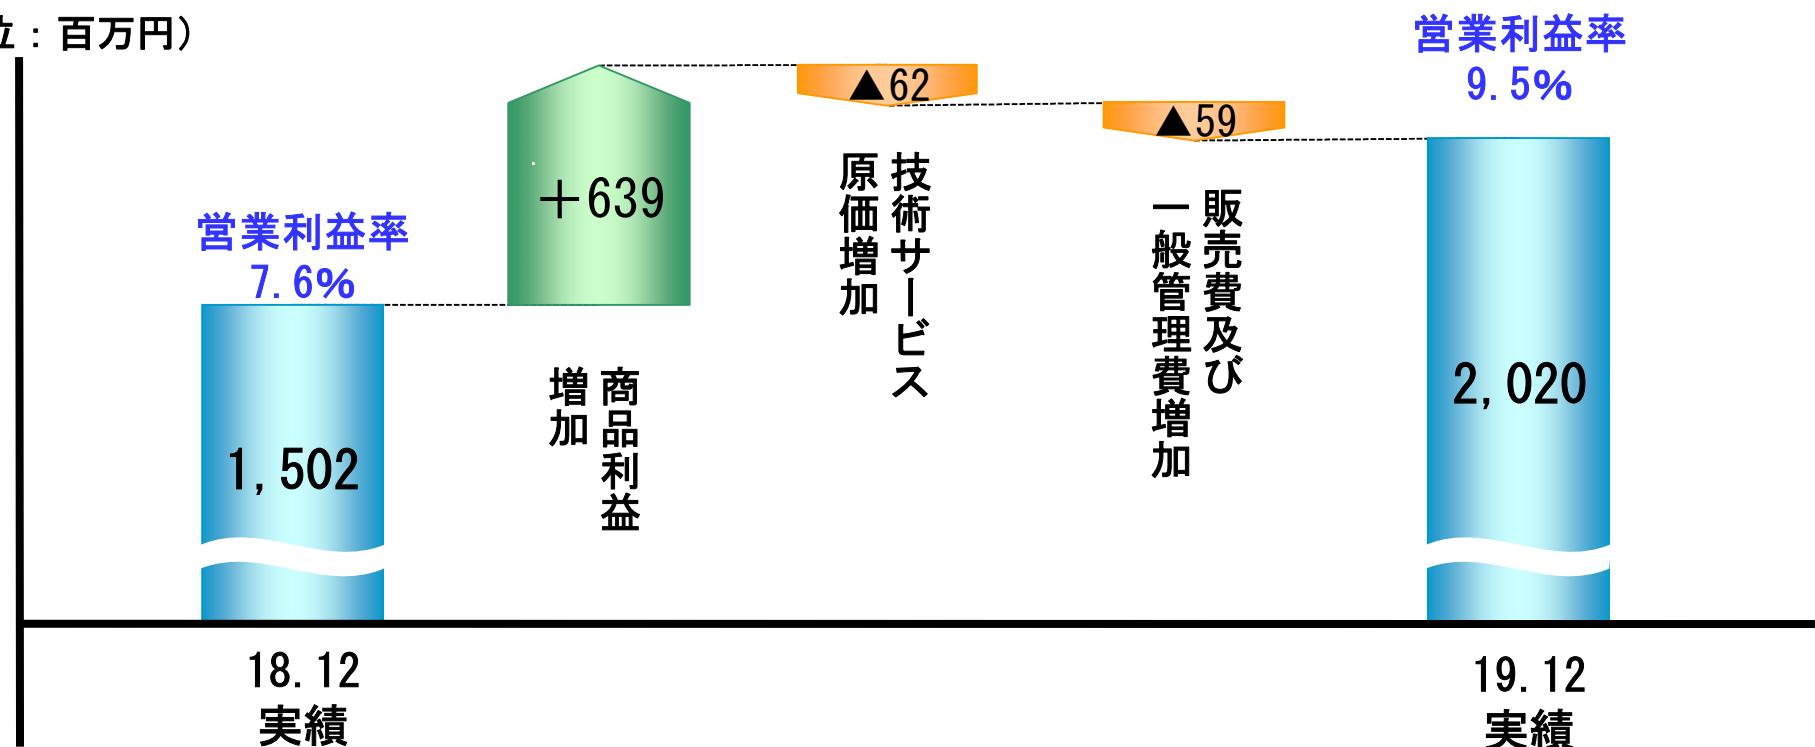 位：百万円）
営業利益率
7.6%
1,502
＋639
商品利益
増加
▲62
技術サービス
原価増加
▲59
販売費及び
一般管理費増加
営業利益率
9.5%
2,020
18.12
実績
19.12
実績